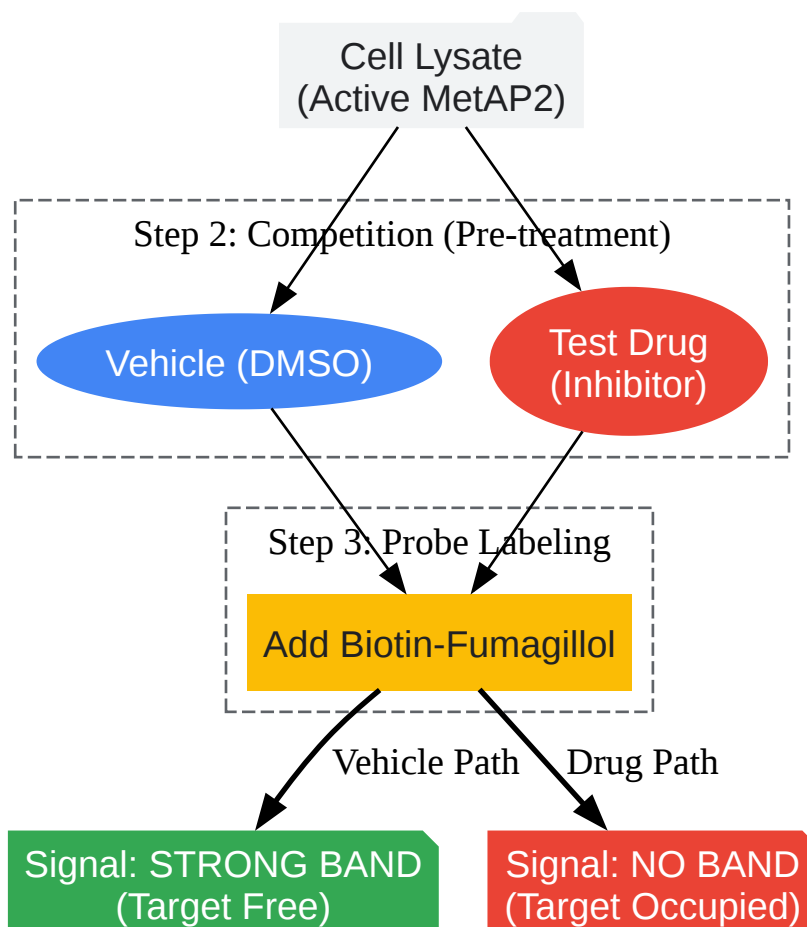 Cell Lysate
(Active MetAP2)
Step 2: Competition (Pre-treatment)
Vehicle (DMSO)
Test Drug
(Inhibitor)
Step 3: Probe Labeling
Add Biotin-Fumagillol
Vehicle Path
Drug Path
Signal: STRONG BAND
(Target Free)
Signal: NO BAND
(Target Occupied)